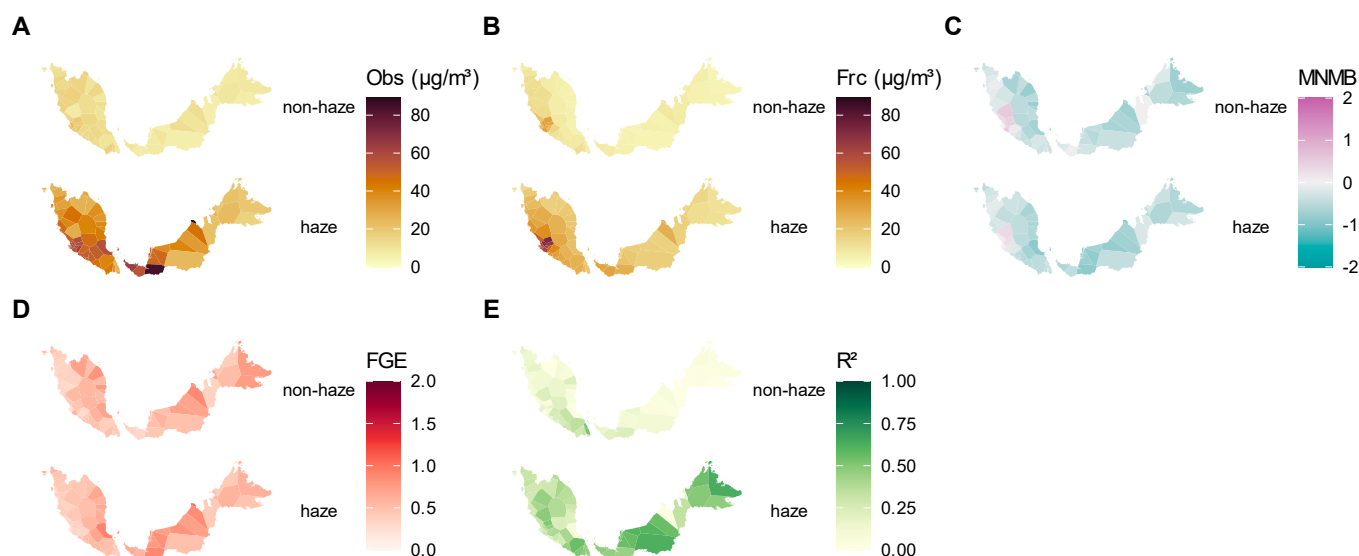 A
Obs (µg/m³)
non-haze
haze
80
60
40
20
0
B
Frc (µg/m³)
non-haze
haze
80
60
40
20
0
C
MNMB
non-haze
haze
2
1
0
-1
-2
D
FGE
non-haze
haze
2.0
1.5
1.0
0.5
0.0
E
R²
non-haze
haze
1.00
0.75
0.50
0.25
0.00